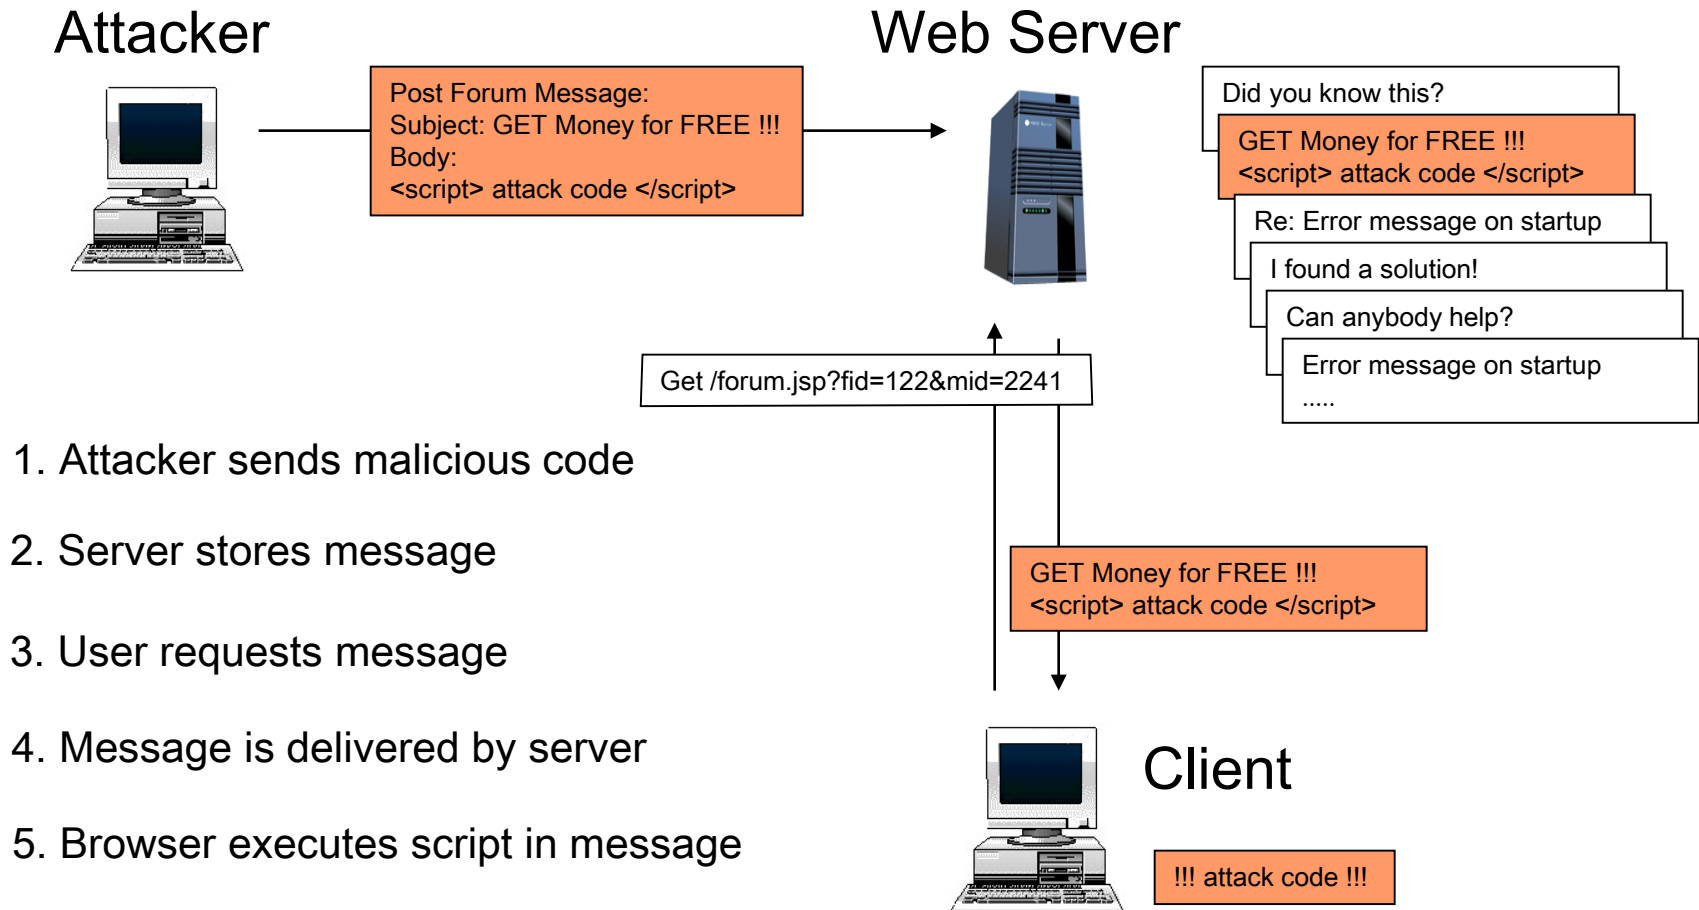 Attacker
Web Server
Post Forum Message:
Subject: GET Money for FREE !!!
Body:
<script> attack code </script>
Did you know this?
GET Money for FREE !!!
<script> attack code </script>
Re: Error message on startup
I found a solution!
Can anybody help?
Error message on startup
.....
Get /forum.jsp?fid=122&mid=2241
1. Attacker sends malicious code
2. Server stores message
3. User requests message
4. Message is delivered by server
5. Browser executes script in message
GET Money for FREE !!!
<script> attack code </script>
Client
!!! attack code !!!